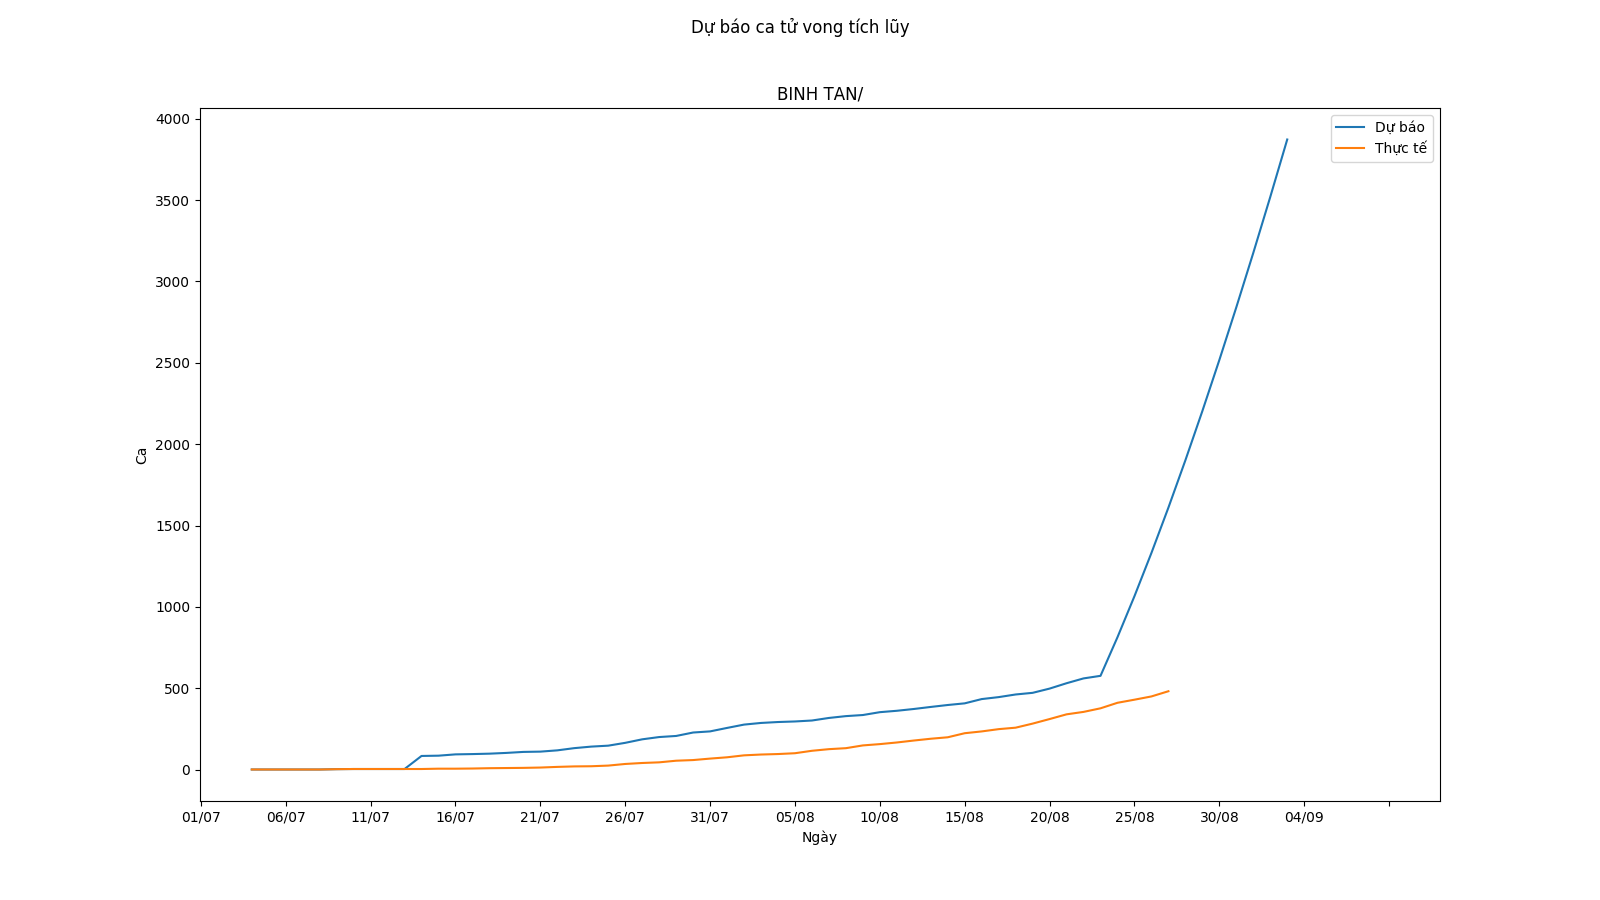 Dự báo ca tử vong tích lũy
BINH TAN/
Dự báo
Thực tế
4000
3500
3000
2500
2000
1500
1000
500
0
Ca
01/07 06/07 11/07 16/07 21/07 26/07 31/07 05/08 10/08 15/08 20/08 25/08 30/08 04/09
Ngày